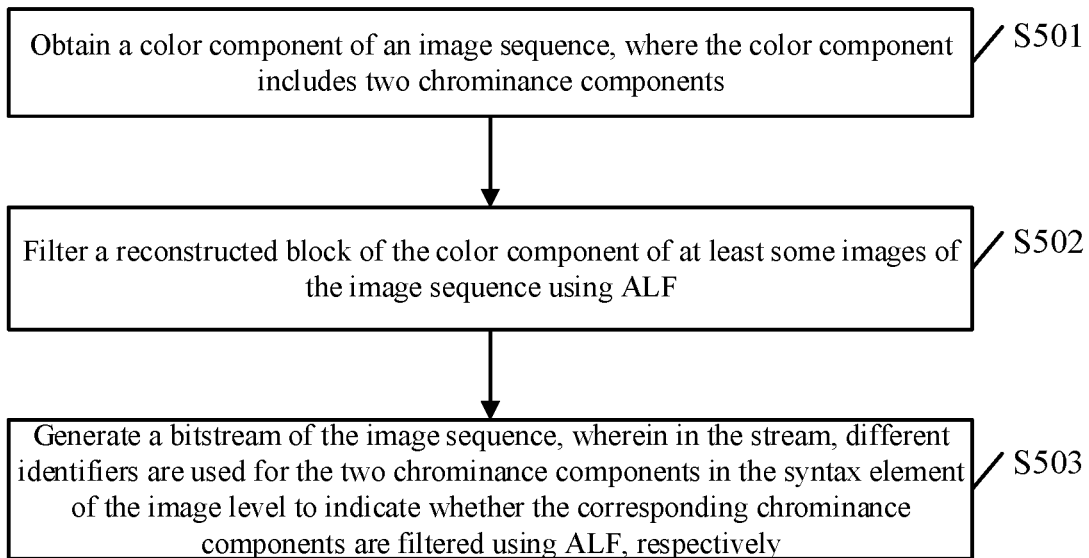 Obtain a color component of an image sequence, where the color component
includes two chrominance components
S501
Filter a reconstructed block of the color component of at least some images of
the image sequence using ALF
S502
Generate a bitstream of the image sequence, wherein in the stream, different
identifiers are used for the two chrominance components in the syntax element
of the image level to indicate whether the corresponding chrominance
components are filtered using ALF, respectively
S503